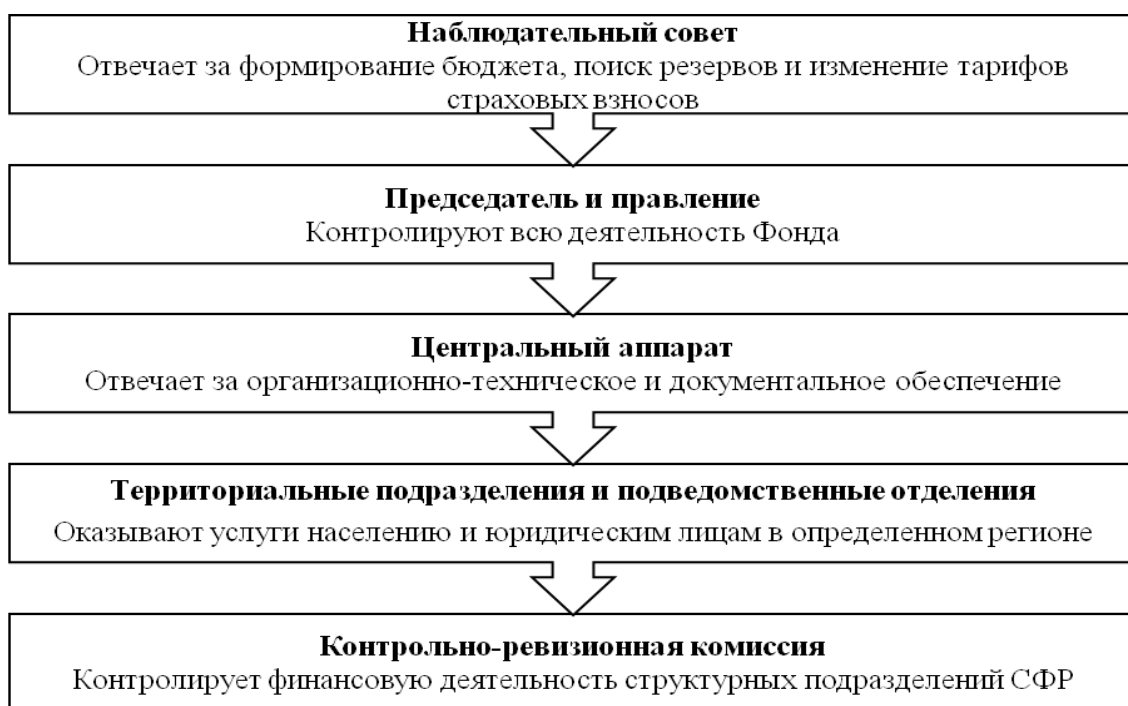 Наблюдательный совет
Отвечает за формирование бюджета, поиск резервов и изменение тарифов
страховых взносов
Председатель и правление
Контролируют всю деятельность Фонда
Центральный аппарат
Отвечает за организационно-техническое и документальное обеспечение
Территориальные подразделения и подведомственные отделения
Оказывают услуги населению и юридическим лицам в определенном регионе
Контрольно-ревизионная комиссия
Контролирует финансовую деятельность структурных подразделений СФР